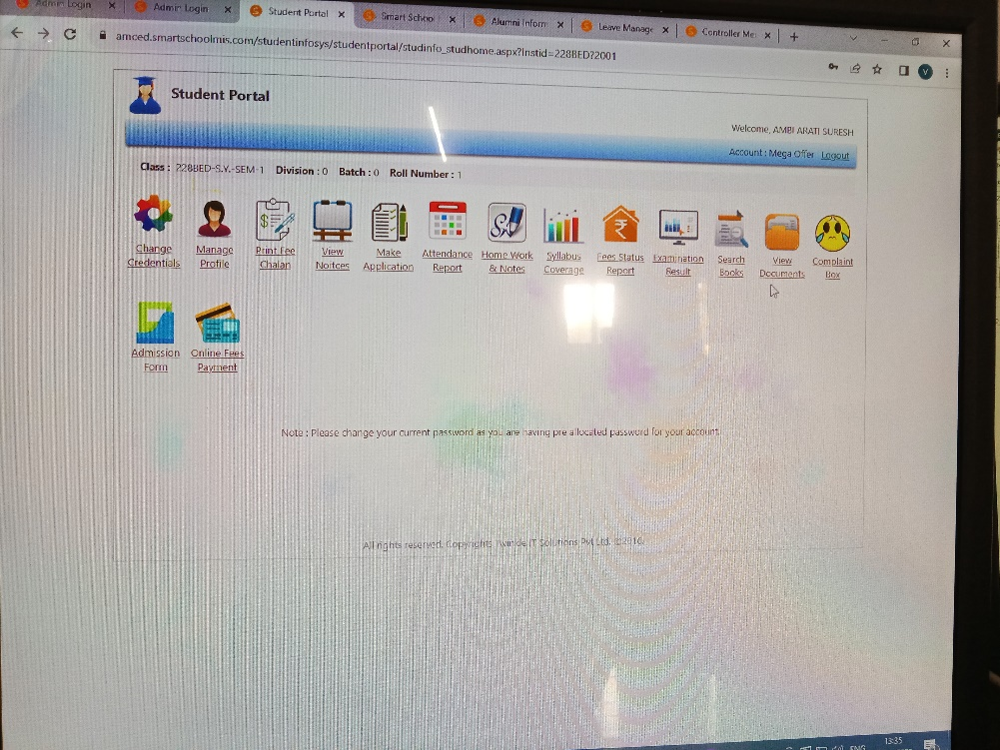 Admin Login
Admin Login
Student Portal
Smart School
Alumni Inform
Leave Manage
Controller Me
amced.smartschoolmis.com/studentinfosys/studentportal/studinfo_studhome.aspx?Instid=228BED?2001
V
Student Portal
Welcome, AMBI ARATI SURESH
Account : Mega Offer Logout
Class : 228BED-S.Y.-SEM-1 Division : 0 Batch : 0 Roll Number : 1
Change Credentials
Manage Profile
Print Fee Chalan
View Noitces
Make Application
Attendance Report
Home Work & Notes
Syllabus Coverage
Fees Status Report
Examination Result
Search Books
View Documents
Complaint Box
Admission Form
Online Fees Payment
Note : Please change your current password as you are having pre allocated password for your account.
All rights reserved. Copyrights IT Solutions Pvt Ltd. ©2016.
ENG
13:35